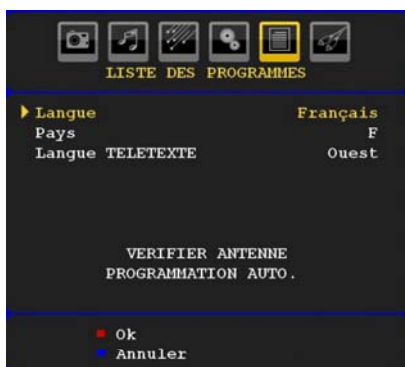 LISTE DES PROGRAMMES
Langue Français
Pays F
Langue TELETEXTE Ouest
VERIFIER ANTENNE
PROGRAMMATION AUTO.
Ok
Annuler